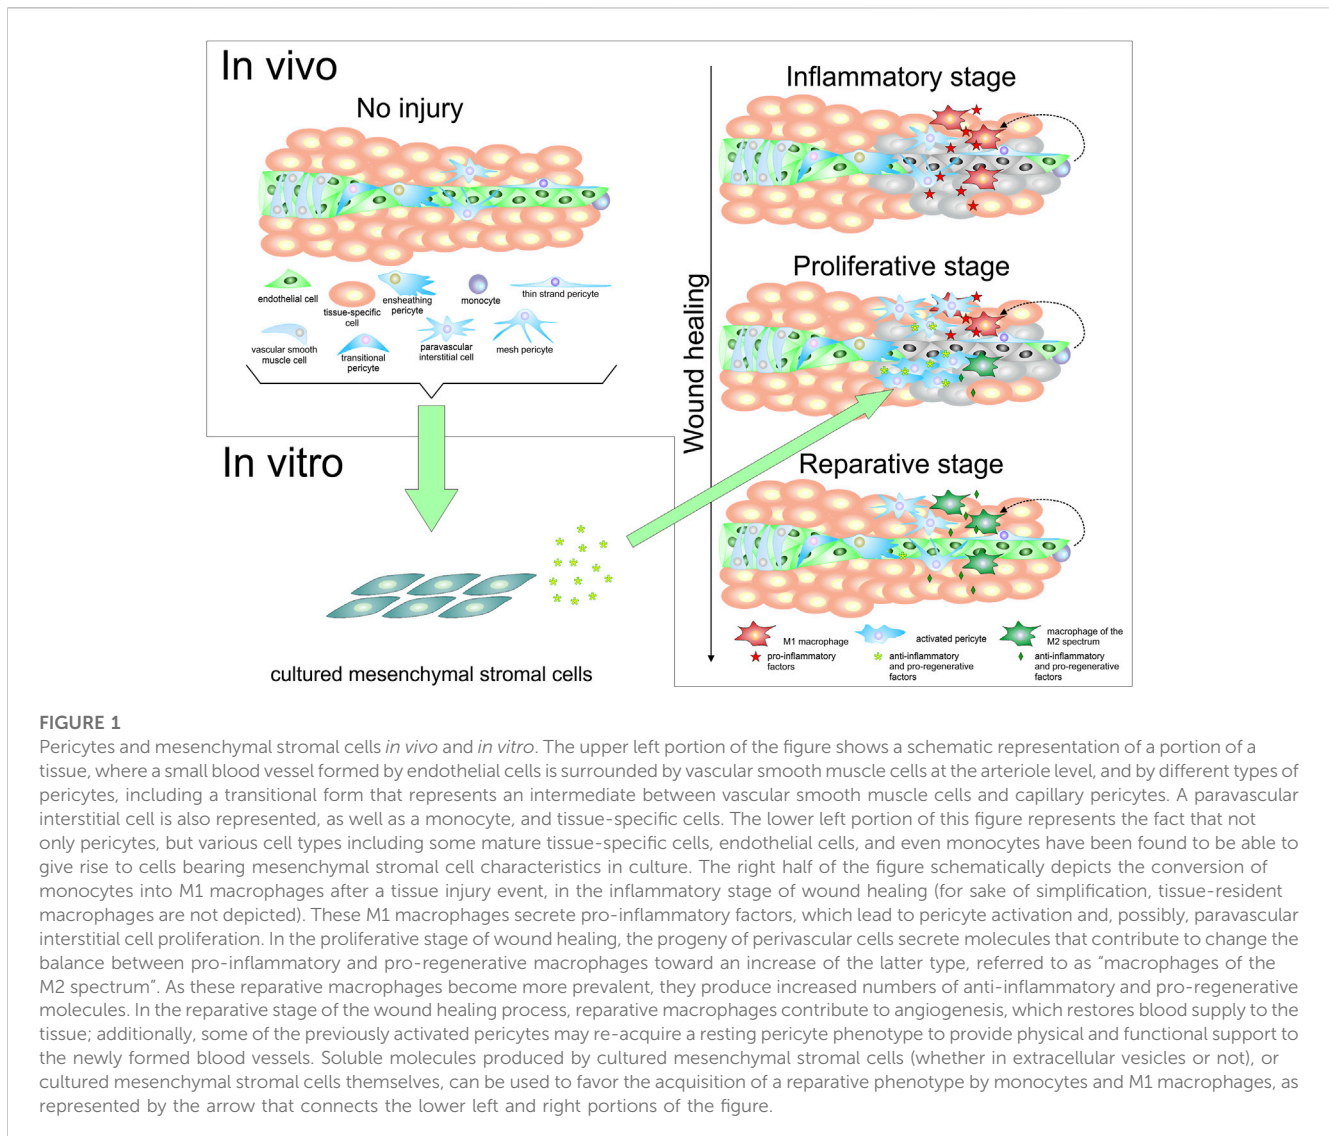 In vivo
No injury
endothelial cell
tissue-specific
cell
ensheathing
pericyte
monocyte
thin strand pericyte
vascular smooth
muscle cell
transitional
pericyte
paravascular
interstitial cell
mesh pericyte
In vitro
cultured mesenchymal stromal cells
Wound healing
Inflammatory stage
Proliferative stage
Reparative stage
M1 macrophage
activated pericyte
macrophage of the
M2 spectrum
pro-inflammatory
factors
anti-inflammatory
and pro-regenerative
factors
anti-inflammatory
and pro-regenerative
factors
FIGURE 1
Pericytes and mesenchymal stromal cells in vivo and in vitro. The upper left portion of the figure shows a schematic representation of a portion of a
tissue, where a small blood vessel formed by endothelial cells is surrounded by vascular smooth muscle cells at the arteriole level, and by different types of
pericytes, including a transitional form that represents an intermediate between vascular smooth muscle cells and capillary pericytes. A paravascular
interstitial cell is also represented, as well as a monocyte, and tissue-specific cells. The lower left portion of this figure represents the fact that not
only pericytes, but various cell types including some mature tissue-specific cells, endothelial cells, and even monocytes have been found to be able to
give rise to cells bearing mesenchymal stromal cell characteristics in culture. The right half of the figure schematically depicts the conversion of
monocytes into M1 macrophages after a tissue injury event, in the inflammatory stage of wound healing (for sake of simplification, tissue-resident
macrophages are not depicted). These M1 macrophages secrete pro-inflammatory factors, which lead to pericyte activation and, possibly, paravascular
interstitial cell proliferation. In the proliferative stage of wound healing, the progeny of perivascular cells secrete molecules that contribute to change the
balance between pro-inflammatory and pro-regenerative macrophages toward an increase of the latter type, referred to as “macrophages of the
M2 spectrum”. As these reparative macrophages become more prevalent, they produce increased numbers of anti-inflammatory and pro-regenerative
molecules. In the reparative stage of the wound healing process, reparative macrophages contribute to angiogenesis, which restores blood supply to the
tissue; additionally, some of the previously activated pericytes may re-acquire a resting pericyte phenotype to provide physical and functional support to
the newly formed blood vessels. Soluble molecules produced by cultured mesenchymal stromal cells (whether in extracellular vesicles or not), or
cultured mesenchymal stromal cells themselves, can be used to favor the acquisition of a reparative phenotype by monocytes and M1 macrophages, as
represented by the arrow that connects the lower left and right portions of the figure.